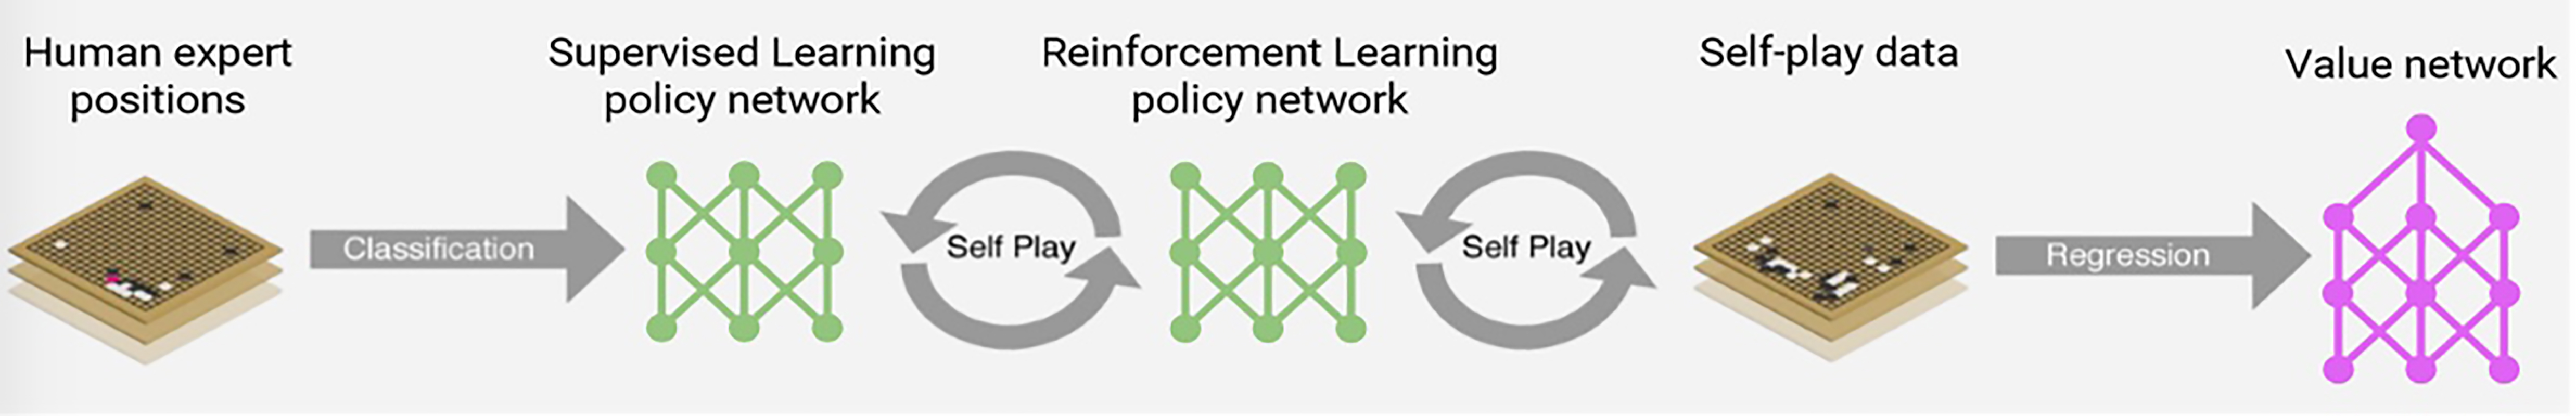 Human expert
positions
Supervised Learning
policy network
Reinforcement Learning
policy network
Self-play data
Value network
Classification
Self Play
Self Play
Regression